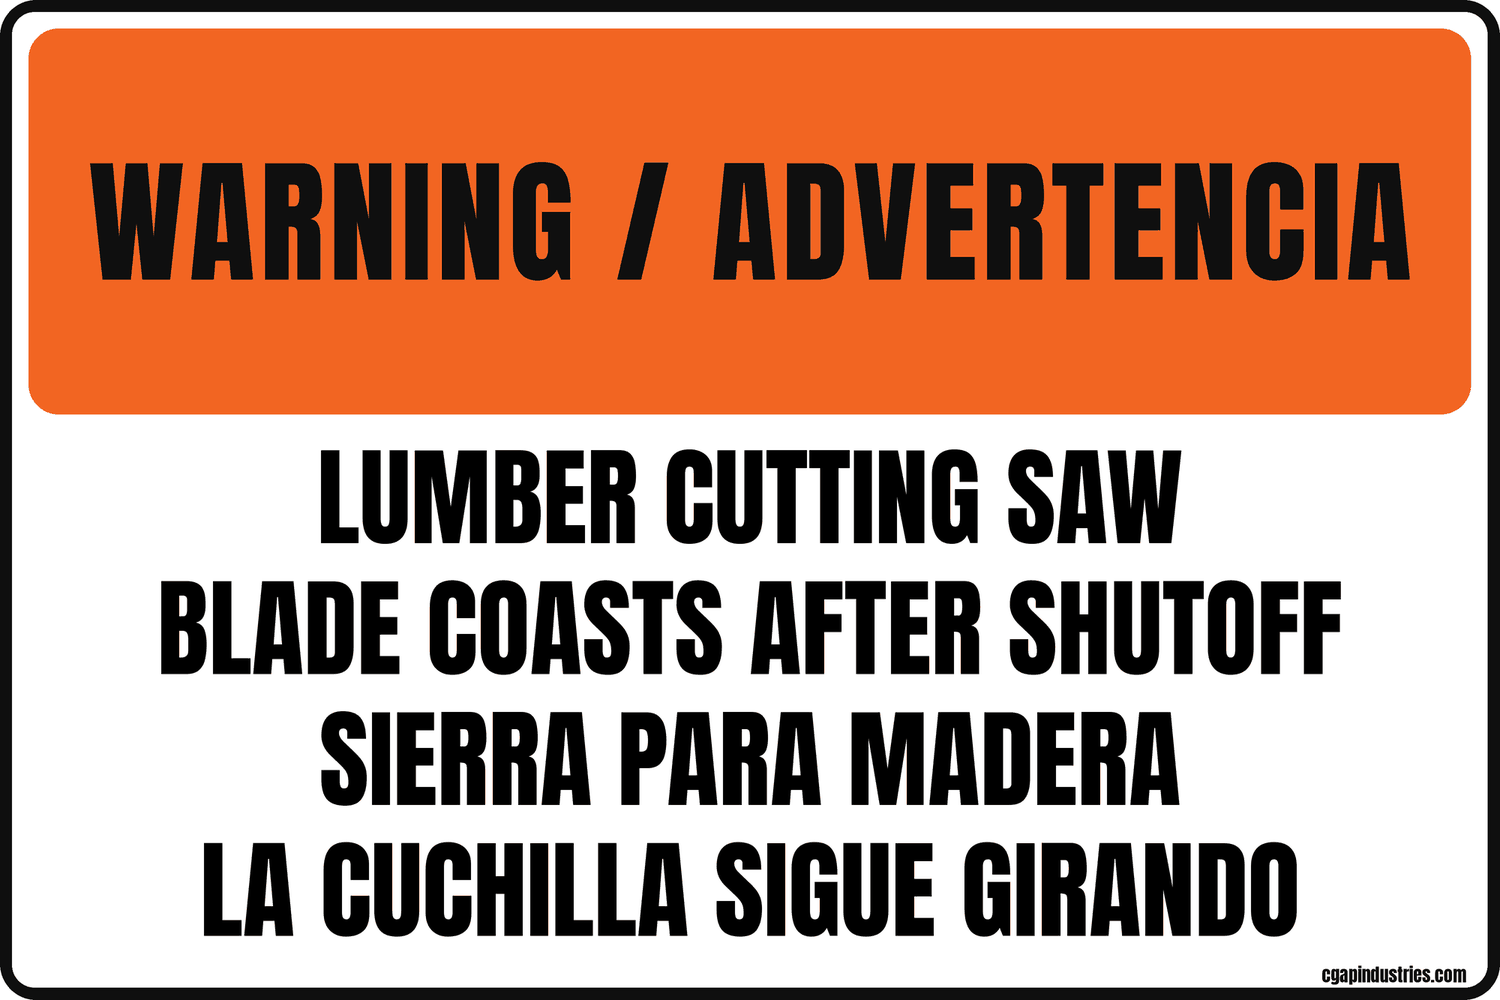 WARNING / ADVERTENCIA
LUMBER CUTTING SAW
BLADE COASTS AFTER SHUTOFF
SIERRA PARA MADERA
LA CUCHILLA SIGUE GIRANDO
cgapindustries.com